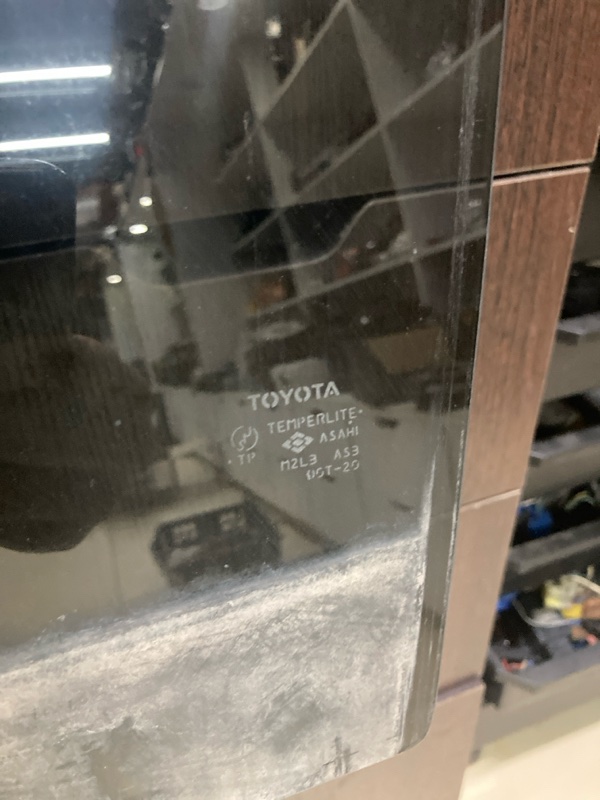 TOYOTA
TEMPERLITE
ASAHI
TP
M2L3 AS3
DOT-20